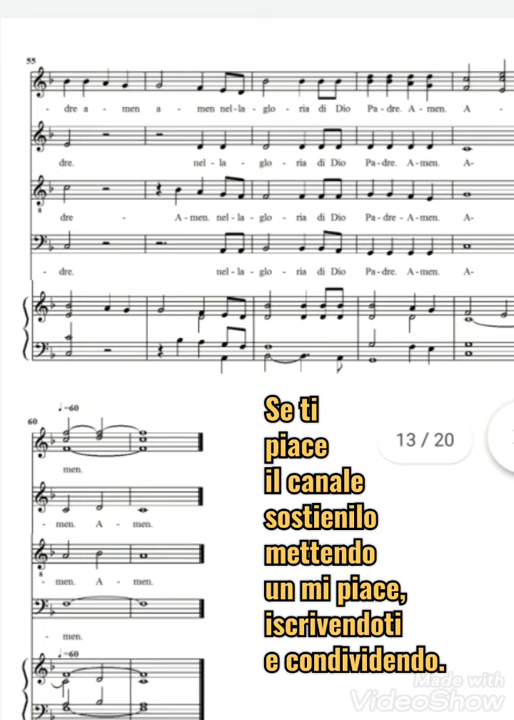 55
- dre a - men a - men nel-la - glo - ria di Dio Pa-dre. A - men. A -
dre. nel - la - glo - ria di Dio Pa-dre. A-men. A-
8
dre - A-men. nel-la - glo - ria di Dio Pa-dre - A-men. A-
- dre. nel-la - glo - ria di Dio Pa-dre. A-men. A-
60
♩=60
men.
- men. A - men.
8
- men. A - men.
- men.
♩=60
13 / 20
Se ti
piace
il canale
sostienilo
mettendo
un mi piace,
iscrivendoti
e condividendo.
Made with
VideoShow